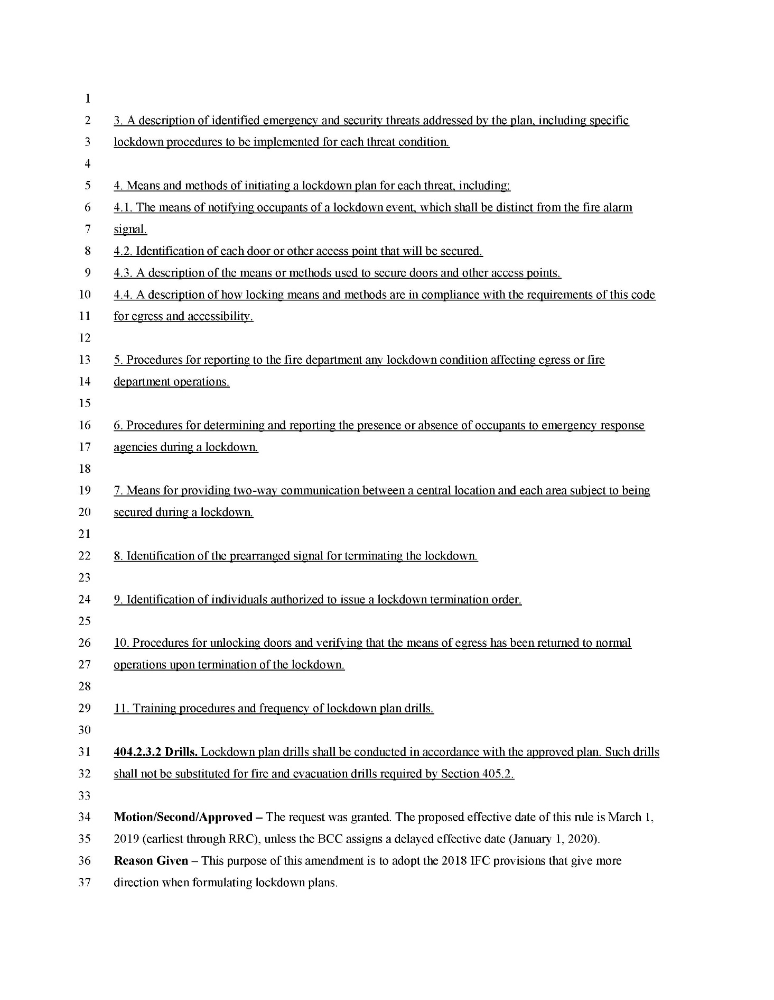 1
2 3. A description of identified emergency and security threats addressed by the plan, including specific
3 lockdown procedures to be implemented for each threat condition.
4
5 4. Means and methods of initiating a lockdown plan for each threat, including:
6 4.1. The means of notifying occupants of a lockdown event, which shall be distinct from the fire alarm
7 signal.
8 4.2. Identification of each door or other access point that will be secured.
9 4.3. A description of the means or methods used to secure doors and other access points.
10 4.4. A description of how locking means and methods are in compliance with the requirements of this code
11 for egress and accessibility.
12
13 5. Procedures for reporting to the fire department any lockdown condition affecting egress or fire
14 department operations.
15
16 6. Procedures for determining and reporting the presence or absence of occupants to emergency response
17 agencies during a lockdown.
18
19 7. Means for providing two-way communication between a central location and each area subject to being
20 secured during a lockdown.
21
22 8. Identification of the prearranged signal for terminating the lockdown.
23
24 9. Identification of individuals authorized to issue a lockdown termination order.
25
26 10. Procedures for unlocking doors and verifying that the means of egress has been returned to normal
27 operations upon termination of the lockdown.
28
29 11. Training procedures and frequency of lockdown plan drills.
30
31 404.2.3.2 Drills. Lockdown plan drills shall be conducted in accordance with the approved plan. Such drills
32 shall not be substituted for fire and evacuation drills required by Section 405.2.
33
34 Motion/Second/Approved – The request was granted. The proposed effective date of this rule is March 1,
35 2019 (earliest through RRC), unless the BCC assigns a delayed effective date (January 1, 2020).
36 Reason Given – This purpose of this amendment is to adopt the 2018 IFC provisions that give more
37 direction when formulating lockdown plans.